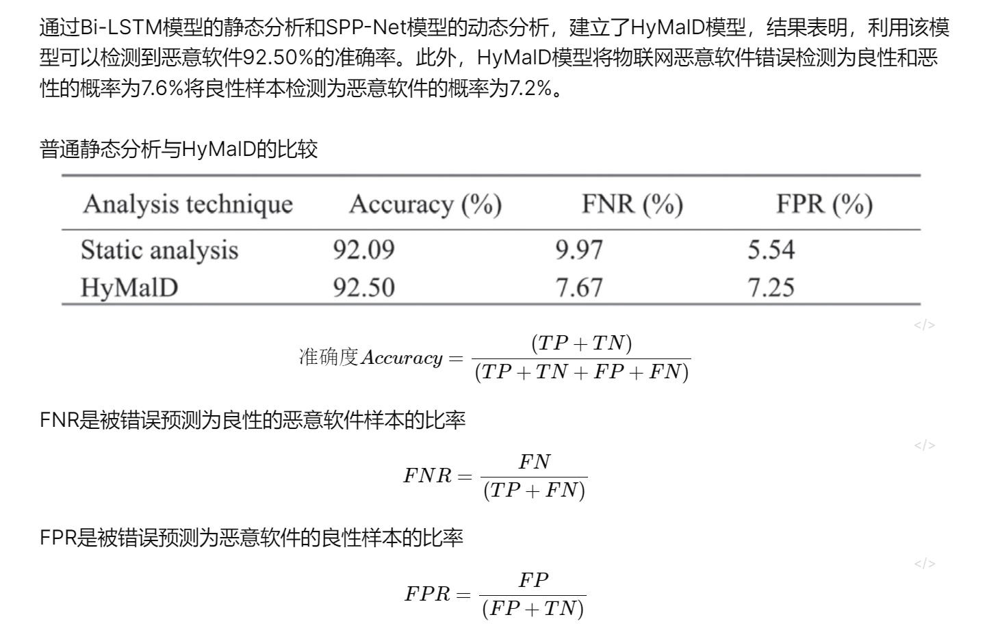 通过Bi-LSTM模型的静态分析和SPP-Net模型的动态分析，建立了HyMalD模型，结果表明，利用该模
型可以检测到恶意软件92.50%的准确率。此外，HyMalD模型将物联网恶意软件错误检测为良性和恶
性的概率为7.6%将良性样本检测为恶意软件的概率为7.2%。
普通静态分析与HyMalD的比较
Analysis technique Accuracy (%) FNR (%) FPR (%)
Static analysis 92.09 9.97 5.54
HyMalD 92.50 7.67 7.25
</>
准确度Accuracy = (TP + TN) / (TP + TN + FP + FN)
FNR是被错误预测为良性的恶意软件样本的比率
</>
FNR = FN / (TP + FN)
FPR是被错误预测为恶意软件的良性样本的比率
</>
FPR = FP / (FP + TN)